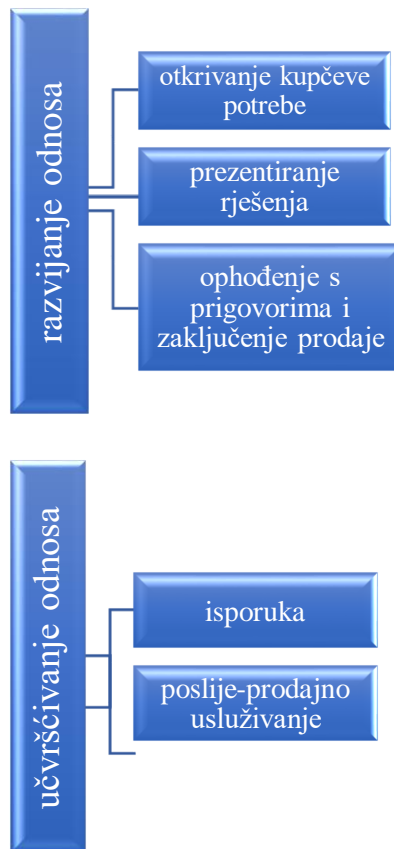 razvijanje odnosa
otkrivanje kupčeve
potrebe
prezentiranje
rješenja
ophođenje s
prigovorima i
zaključenje prodaje
učvršćivanje odnosa
isporuka
poslije-prodajno
usluživanje